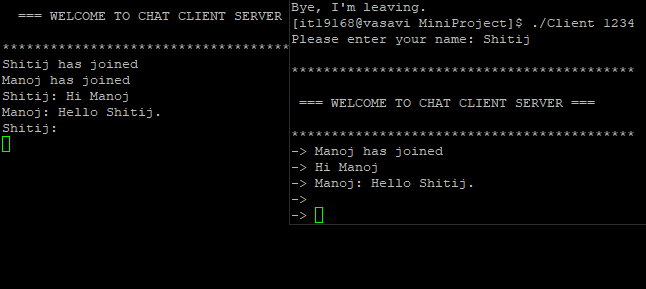 === WELCOME TO CHAT CLIENT SERVER
****************************************
Shitij has joined
Manoj has joined
Shitij: Hi Manoj
Manoj: Hello Shitij.
Shitij:
Bye, I'm leaving.
[it19168@vasavi MiniProject]$ ./Client 1234
Please enter your name: Shitij
*******************************************
=== WELCOME TO CHAT CLIENT SERVER ===
*******************************************
-> Manoj has joined
-> Hi Manoj
-> Manoj: Hello Shitij.
->
->